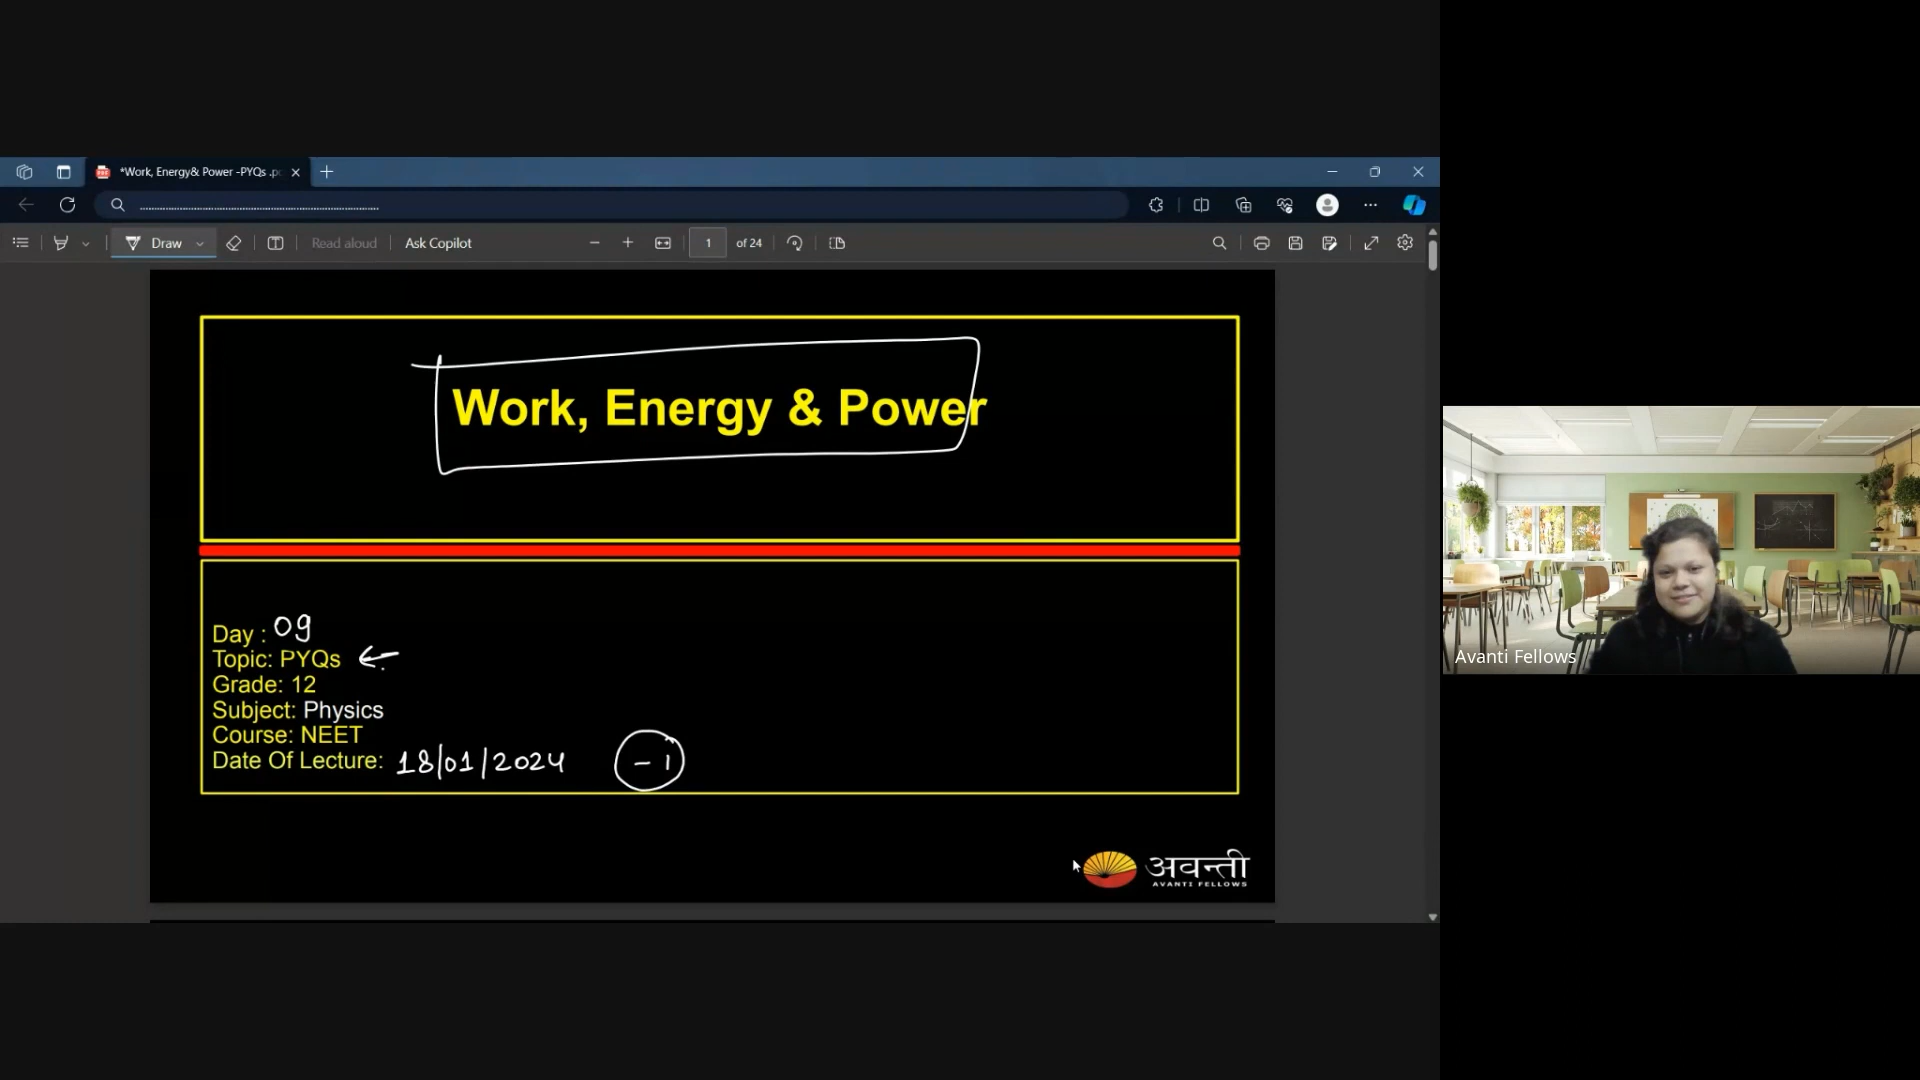 *Work, Energy& Power -PYQs .p
Draw
Read aloud
Ask Copilot
1
of 24
Work, Energy & Power
Day : 09
Topic: PYQs
Grade: 12
Subject: Physics
Course: NEET
Date Of Lecture: 18/01/2024 -1
अवन्ती
AVANTI FELLOWS
Avanti Fellows